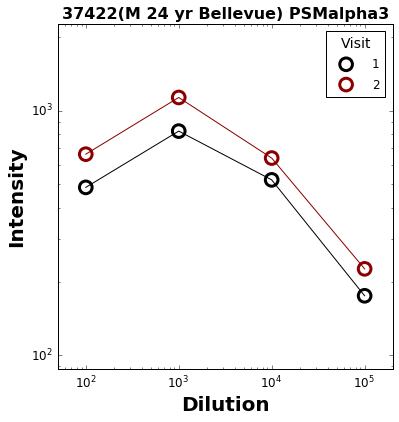 37422(M 24 yr Bellevue) PSMalpha3
Visit
1
2
Intensity
10³
10²
10² 10³ 10⁴ 10⁵
Dilution